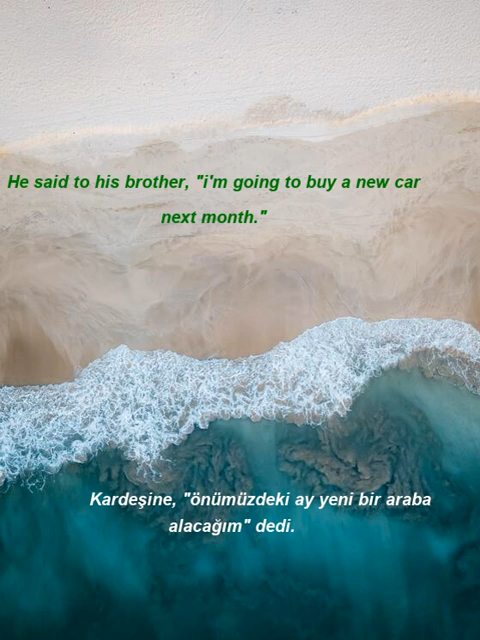 He said to his brother, "i'm going to buy a new car
next month."
Kardeşine, "önümüzdeki ay yeni bir araba
alacağım" dedi.